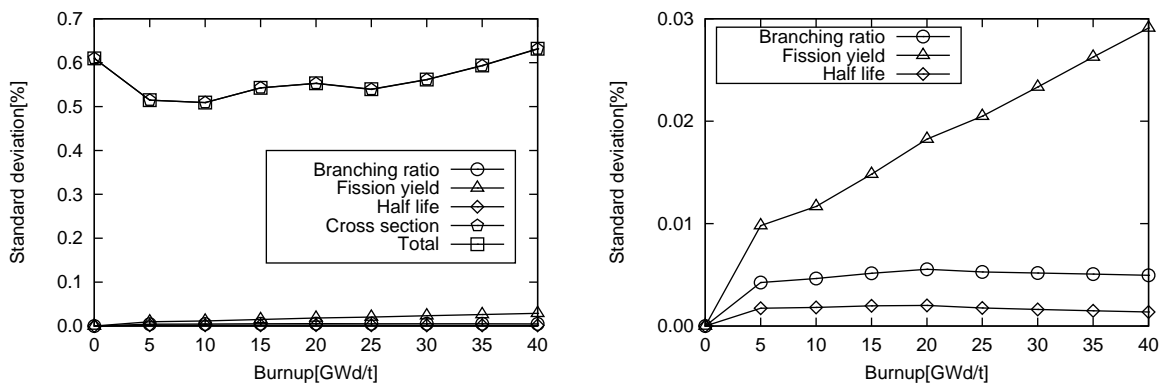 0.7
0.6
0.5
0.4
0.3
0.2
0.1
0.0
Standard deviation[%]
Branching ratio
Fission yield
Half life
Cross section
Total
0 5 10 15 20 25 30 35 40
Burnup[GWd/t]
0.03
0.02
0.01
0.00
Standard deviation[%]
Branching ratio
Fission yield
Half life
0 5 10 15 20 25 30 35 40
Burnup[GWd/t]